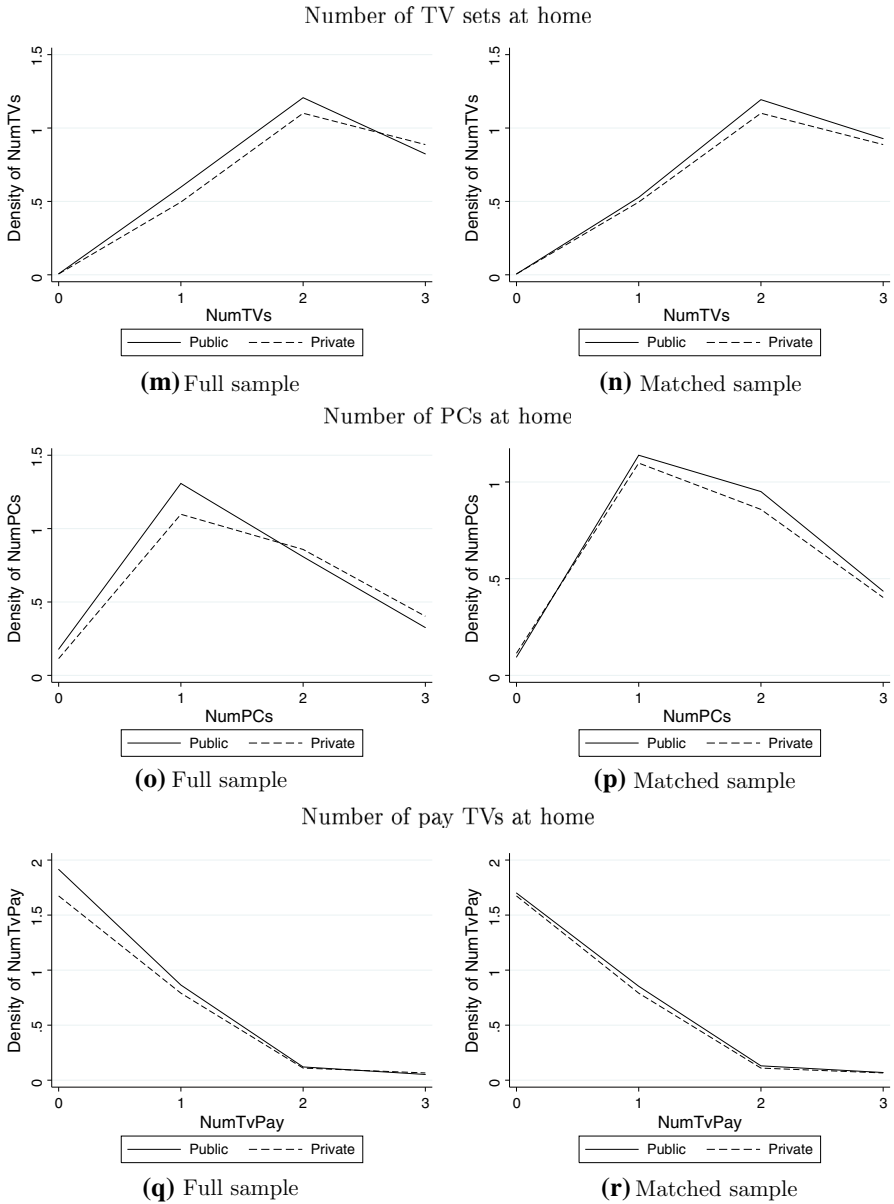 Number of TV sets at home
Density of NumTVs
0 .5 1 1.5
0 1 2 3
NumTVs
Public Private
(m) Full sample
Density of NumTVs
0 .5 1 1.5
0 1 2 3
NumTVs
Public Private
(n) Matched sample
Number of PCs at home
Density of NumPCs
0 .5 1 1.5
0 1 2 3
NumPCs
Public Private
(o) Full sample
Density of NumPCs
0 .5 1
0 1 2 3
NumPCs
Public Private
(p) Matched sample
Number of pay TVs at home
Density of NumTvPay
0 .5 1 1.5 2
0 1 2 3
NumTvPay
Public Private
(q) Full sample
Density of NumTvPay
0 .5 1 1.5 2
0 1 2 3
NumTvPay
Public Private
(r) Matched sample